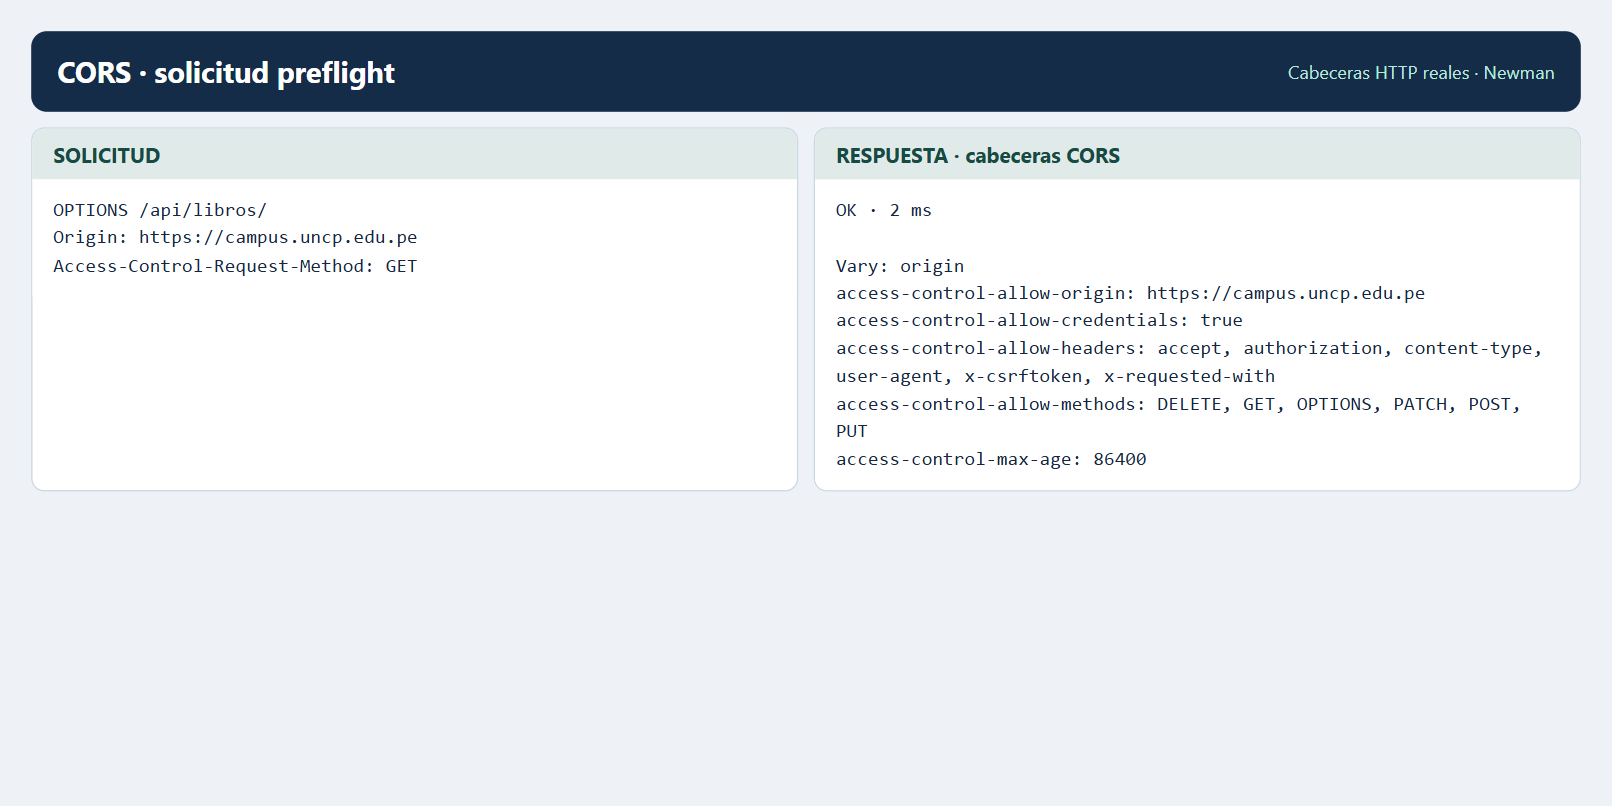 CORS · solicitud preflight
Cabeceras HTTP reales · Newman
SOLICITUD
OPTIONS /api/libros/
Origin: https://campus.uncp.edu.pe
Access-Control-Request-Method: GET
RESPUESTA · cabeceras CORS
OK · 2 ms
Vary: origin
access-control-allow-origin: https://campus.uncp.edu.pe
access-control-allow-credentials: true
access-control-allow-headers: accept, authorization, content-type,
user-agent, x-csrftoken, x-requested-with
access-control-allow-methods: DELETE, GET, OPTIONS, PATCH, POST,
PUT
access-control-max-age: 86400